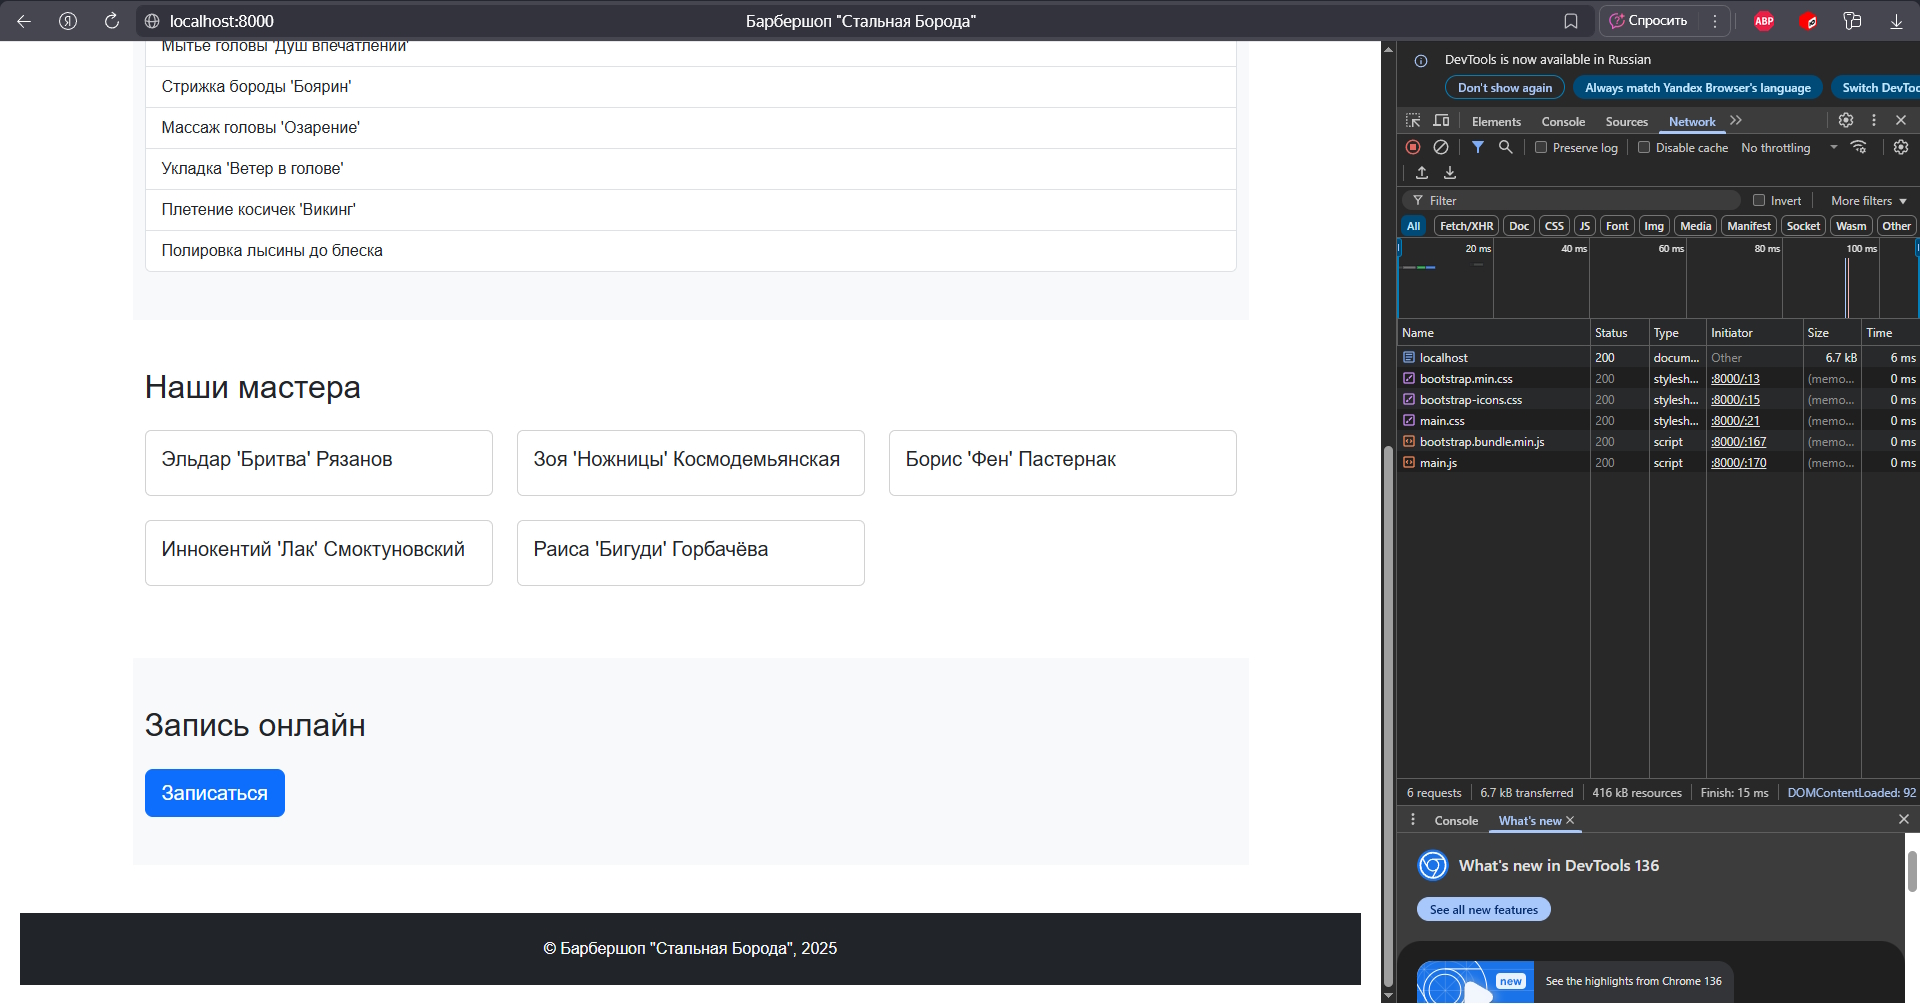 localhost:8000
Барбершоп "Стальная Борода"
Спросить
ABP
Мытье головы 'Душ впечатлений'
Стрижка бороды 'Боярин'
Массаж головы 'Озарение'
Укладка 'Ветер в голове'
Плетение косичек 'Викинг'
Полировка лысины до блеска
Наши мастера
Эльдар 'Бритва' Рязанов
Зоя 'Ножницы' Космодемьянская
Борис 'Фен' Пастернак
Иннокентий 'Лак' Смоктуновский
Раиса 'Бигуди' Горбачёва
Запись онлайн
Записаться
© Барбершоп "Стальная Борода", 2025
DevTools is now available in Russian
Don't show again
Always match Yandex Browser's language
Switch DevToo
Elements Console Sources Network
Preserve log Disable cache No throttling
Filter Invert More filters
All Fetch/XHR Doc CSS JS Font Img Media Manifest Socket Wasm Other
20 ms 40 ms 60 ms 80 ms 100 ms
Name Status Type Initiator Size Time
localhost 200 docum... Other 6.7 kB 6 ms
bootstrap.min.css 200 stylesh... :8000/:13 (memo... 0 ms
bootstrap-icons.css 200 stylesh... :8000/:15 (memo... 0 ms
main.css 200 stylesh... :8000/:21 (memo... 0 ms
bootstrap.bundle.min.js 200 script :8000/:167 (memo... 0 ms
main.js 200 script :8000/:170 (memo... 0 ms
6 requests 6.7 kB transferred 416 kB resources Finish: 15 ms DOMContentLoaded: 92
Console What's new
What's new in DevTools 136
See all new features
new
See the highlights from Chrome 136